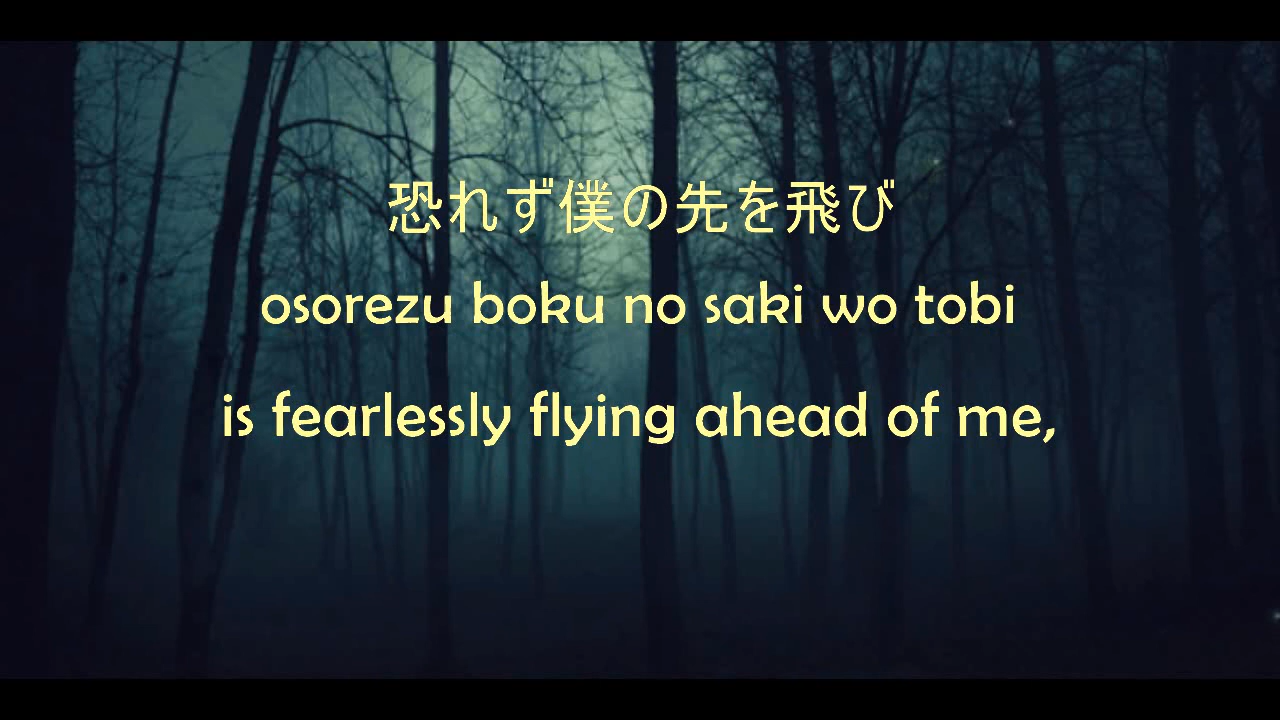 恐れず僕の先を飛び
osorezu boku no saki wo tobi
is fearlessly flying ahead of me,